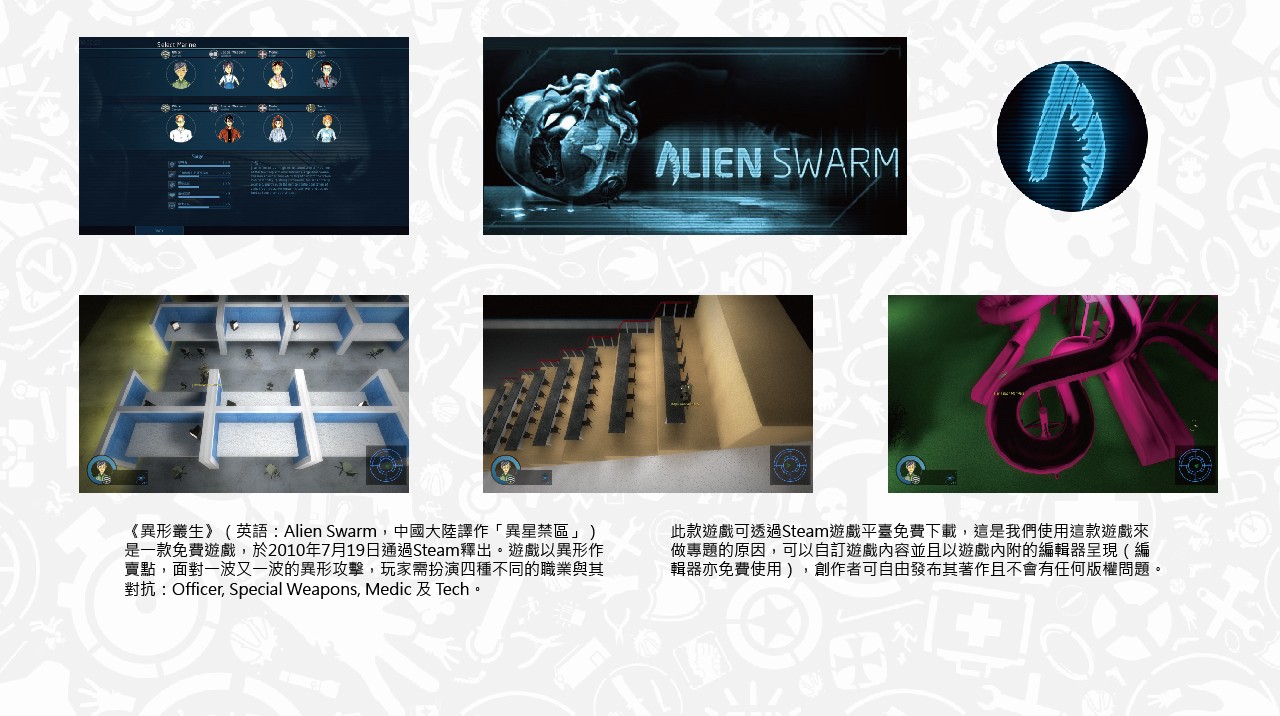 Select Marine
ALIEN SWARM
《異形叢生》（英語：Alien Swarm，中國大陸譯作「異星禁區」）
是一款免費遊戲，於2010年7月19日通過Steam釋出。遊戲以異形作
賣點，面對一波又一波的異形攻擊，玩家需扮演四種不同的職業與其
對抗：Officer, Special Weapons, Medic 及 Tech。
此款遊戲可透過Steam遊戲平臺免費下載，這是我們使用這款遊戲來
做專題的原因，可以自訂遊戲內容並且以遊戲內附的編輯器呈現（編
輯器亦免費使用），創作者可自由發布其著作且不會有任何版權問題。